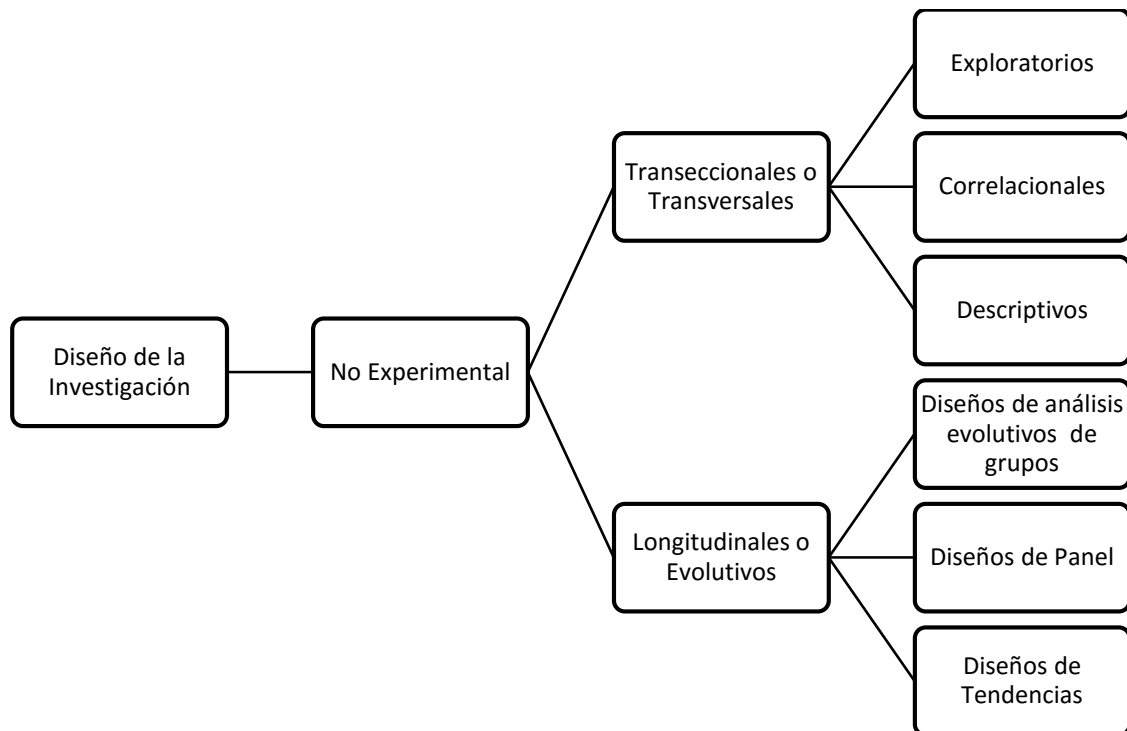 Diseño de la
Investigación
No Experimental
Transeccionales o
Transversales
Exploratorios
Correlacionales
Descriptivos
Longitudinales o
Evolutivos
Diseños de análisis
evolutivos de
grupos
Diseños de Panel
Diseños de
Tendencias